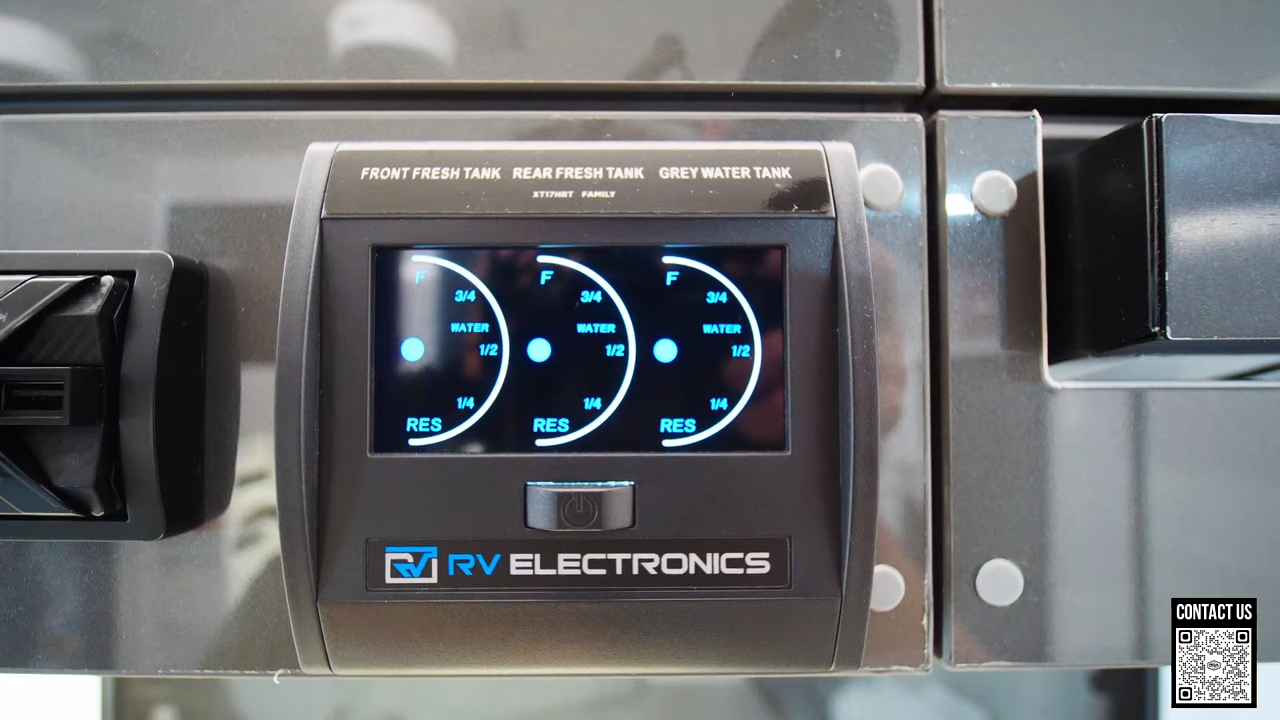 FRONT FRESH TANK REAR FRESH TANK GREY WATER TANK
XT17HRT FAMILY
F F F
3/4 3/4 3/4
WATER WATER WATER
1/2 1/2 1/2
1/4 1/4 1/4
RES RES RES
RV RV ELECTRONICS
CONTACT US